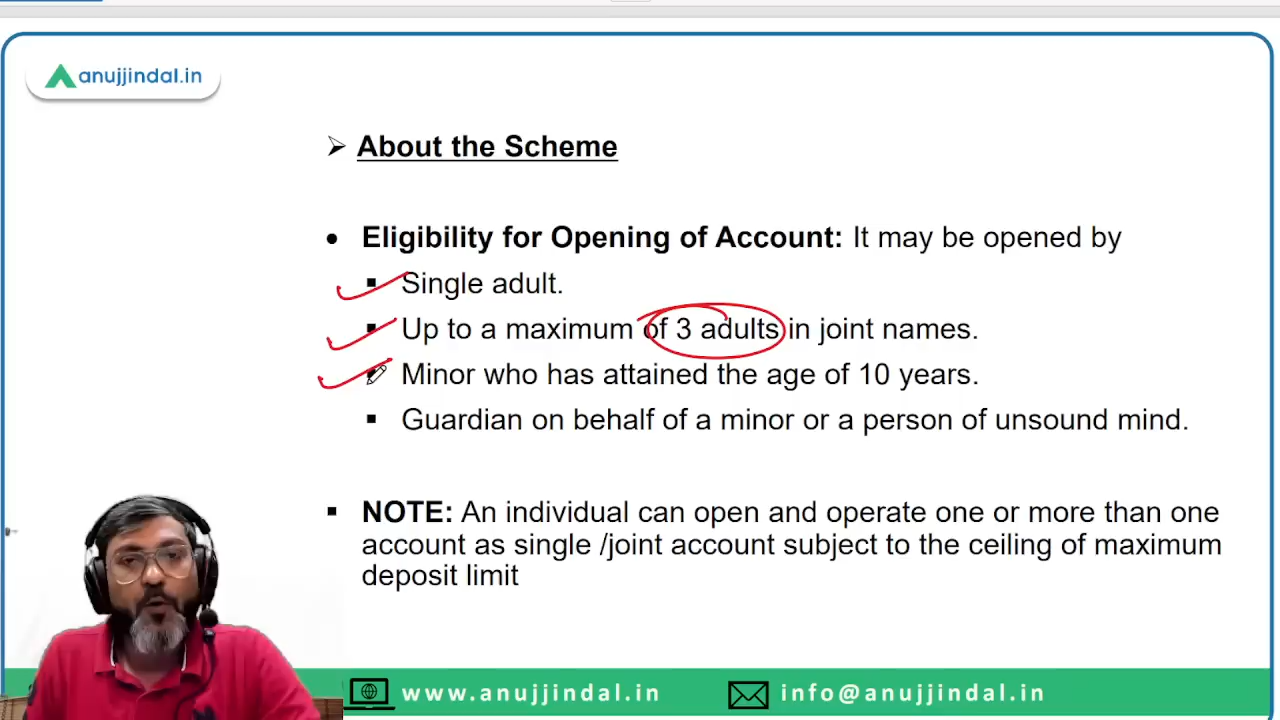 anujjindal.in
About the Scheme
Eligibility for Opening of Account: It may be opened by
Single adult.
Up to a maximum of 3 adults in joint names.
Minor who has attained the age of 10 years.
Guardian on behalf of a minor or a person of unsound mind.
NOTE: An individual can open and operate one or more than one
account as single /joint account subject to the ceiling of maximum
deposit limit
www.anujjindal.in
info@anujjindal.in